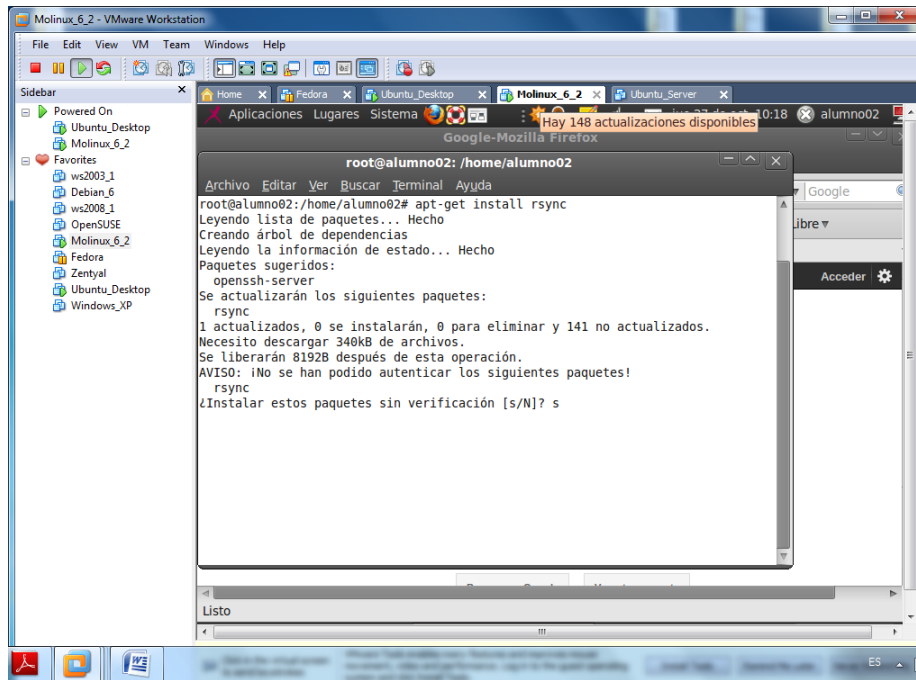 Molinux_6_2 - VMware Workstation
File Edit View VM Team Windows Help
Sidebar x
Powered On
Ubuntu_Desktop
Molinux_6_2
Favorites
ws2003_1
Debian_6
ws2008_1
OpenSUSE
Molinux_6_2
Fedora
Zentyal
Ubuntu_Desktop
Windows_XP
Home x Fedora x Ubuntu_Desktop x Molinux_6_2 x Ubuntu_Server x
Aplicaciones Lugares Sistema 10:18 alumno02
Hay 148 actualizaciones disponibles
Google-Mozilla Firefox
root@alumno02: /home/alumno02
Archivo Editar Ver Buscar Terminal Ayuda
Google
Libre
Acceder
root@alumno02:/home/alumno02# apt-get install rsync
Leyendo lista de paquetes... Hecho
Creando árbol de dependencias
Leyendo la información de estado... Hecho
Paquetes sugeridos:
openssh-server
Se actualizarán los siguientes paquetes:
rsync
1 actualizados, 0 se instalarán, 0 para eliminar y 141 no actualizados.
Necesito descargar 340kB de archivos.
Se liberarán 8192B después de esta operación.
AVISO: ¡No se han podido autenticar los siguientes paquetes!
rsync
¿Instalar estos paquetes sin verificación [s/N]? s
Listo
ES